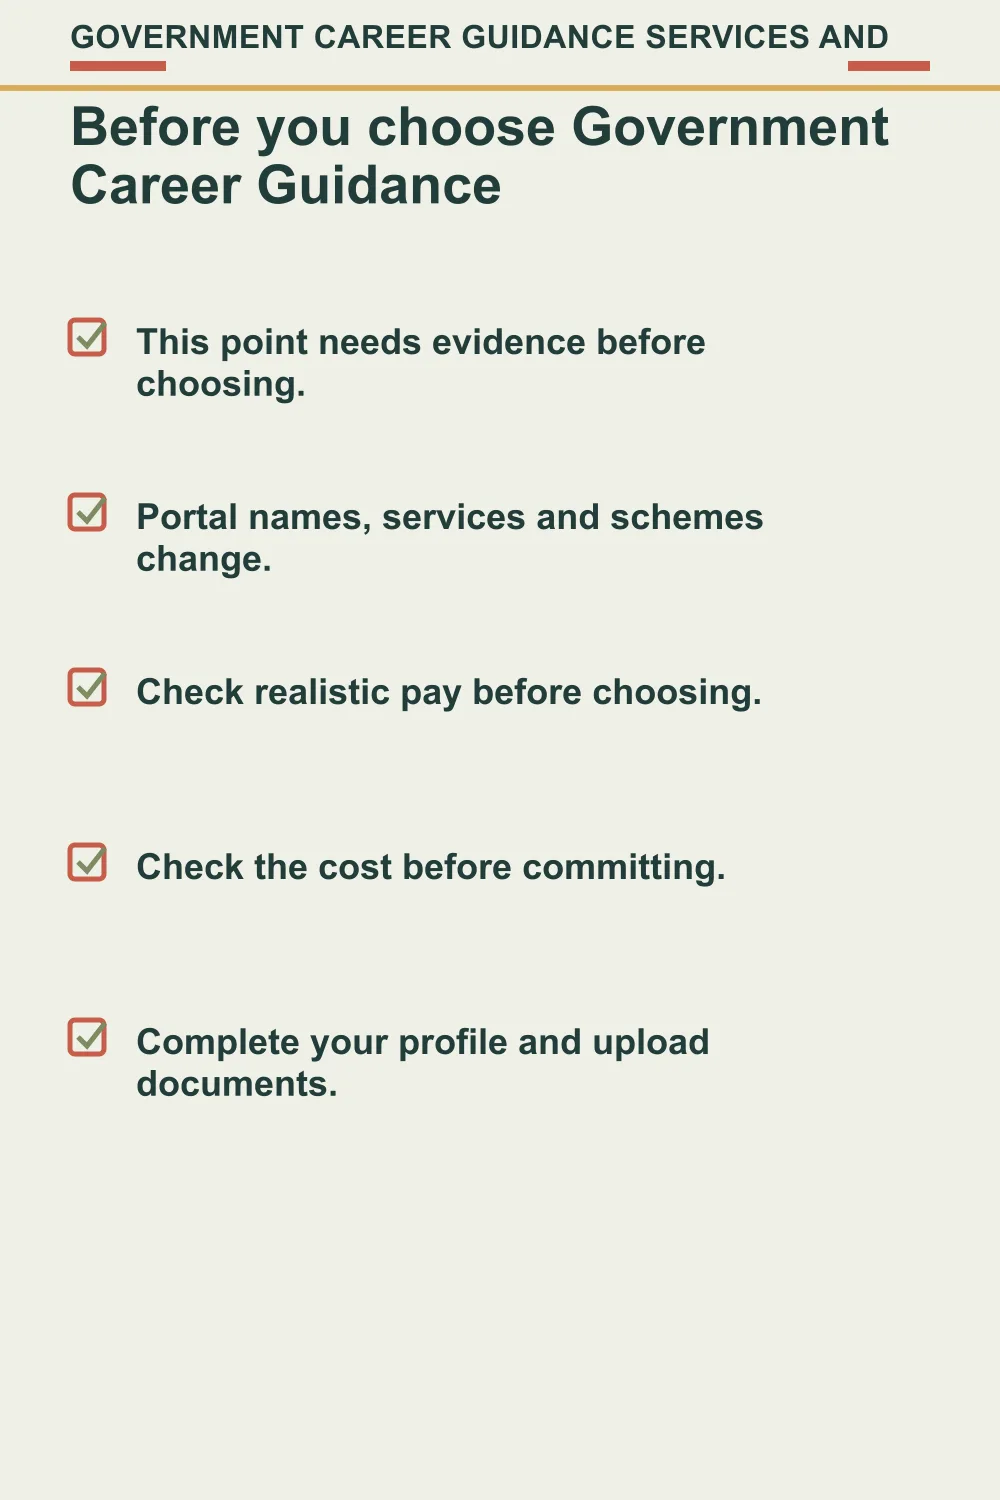 GOVERNMENT CAREER GUIDANCE SERVICES AND
Before you choose Government
Career Guidance
This point needs evidence before
choosing.
Portal names, services and schemes
change.
Check realistic pay before choosing.
Check the cost before committing.
Complete your profile and upload
documents.